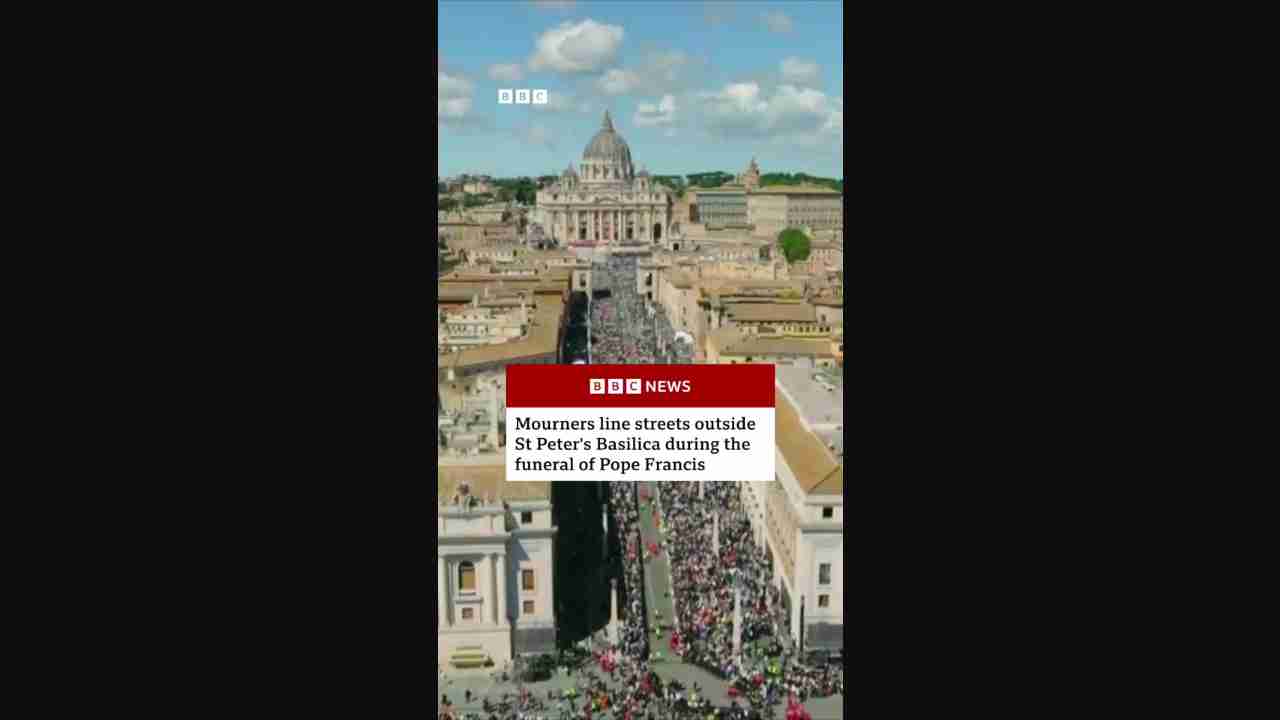 BBC
BBC NEWS
Mourners line streets outside
St Peter's Basilica during the
funeral of Pope Francis